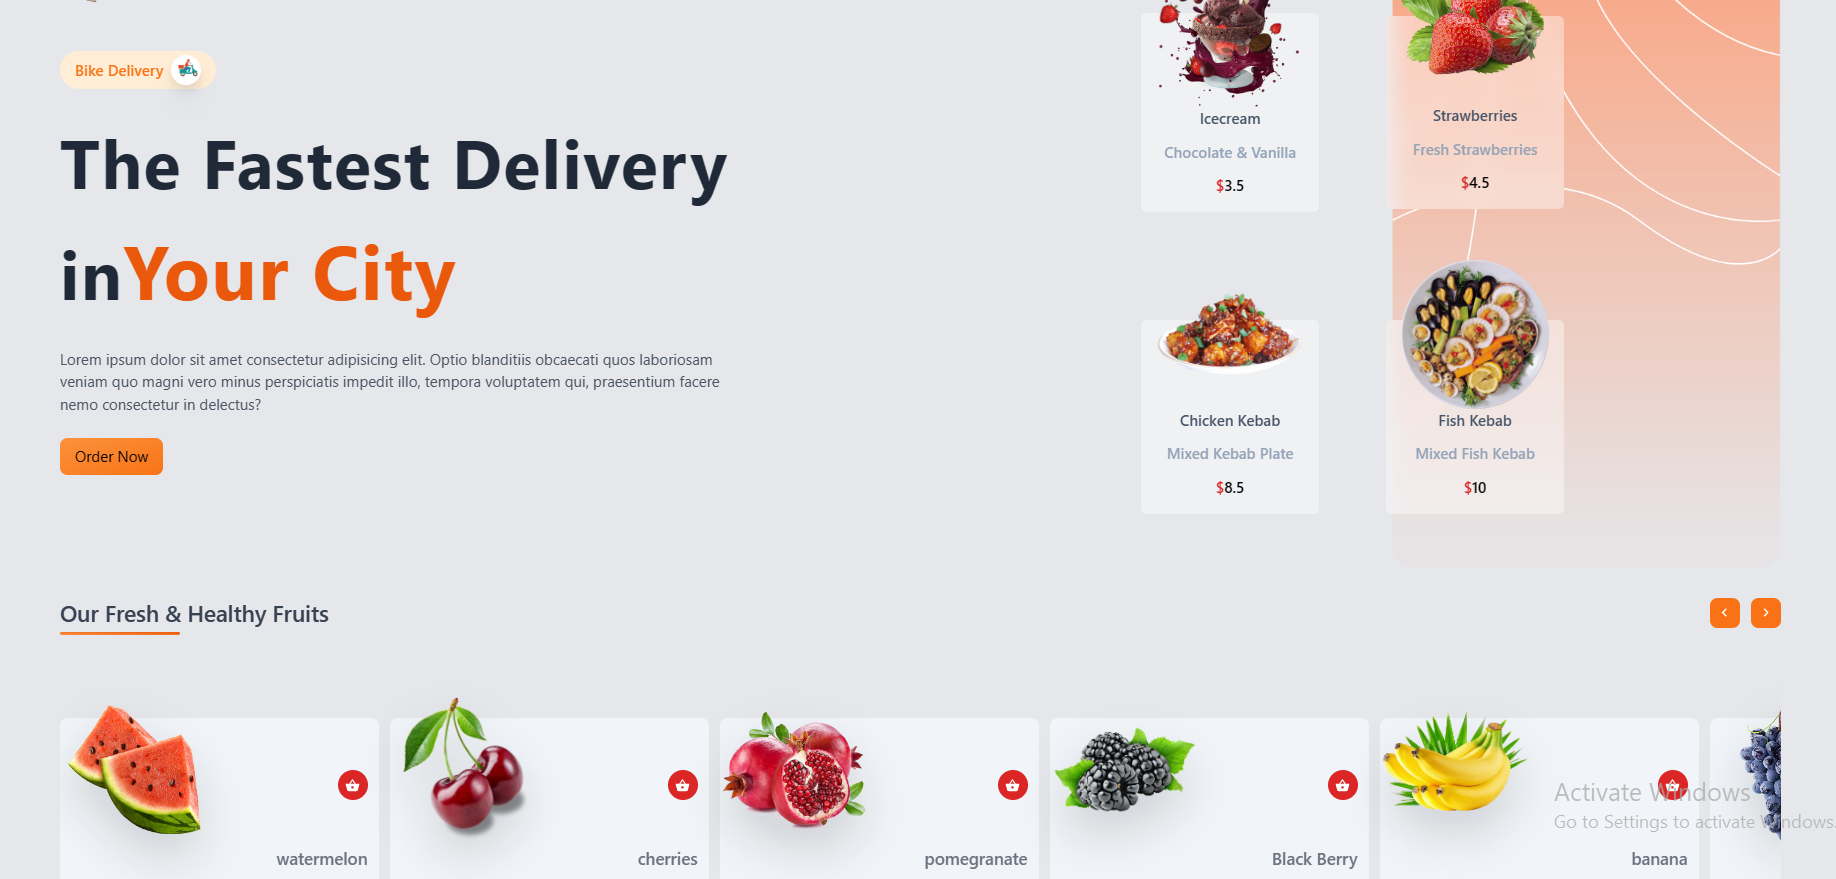 Bike Delivery
The Fastest Delivery
inYour City
Lorem ipsum dolor sit amet consectetur adipisicing elit. Optio blanditiis obcaecati quos laboriosam
veniam quo magni vero minus perspiciatis impedit illo, tempora voluptatem qui, praesentium facere
nemo consectetur in delectus?
Order Now
Icecream
Chocolate & Vanilla
$3.5
Strawberries
Fresh Strawberries
$4.5
Chicken Kebab
Mixed Kebab Plate
$8.5
Fish Kebab
Mixed Fish Kebab
$10
Our Fresh & Healthy Fruits
watermelon
cherries
pomegranate
Black Berry
banana
Activate Windows
Go to Settings to activate Windows.